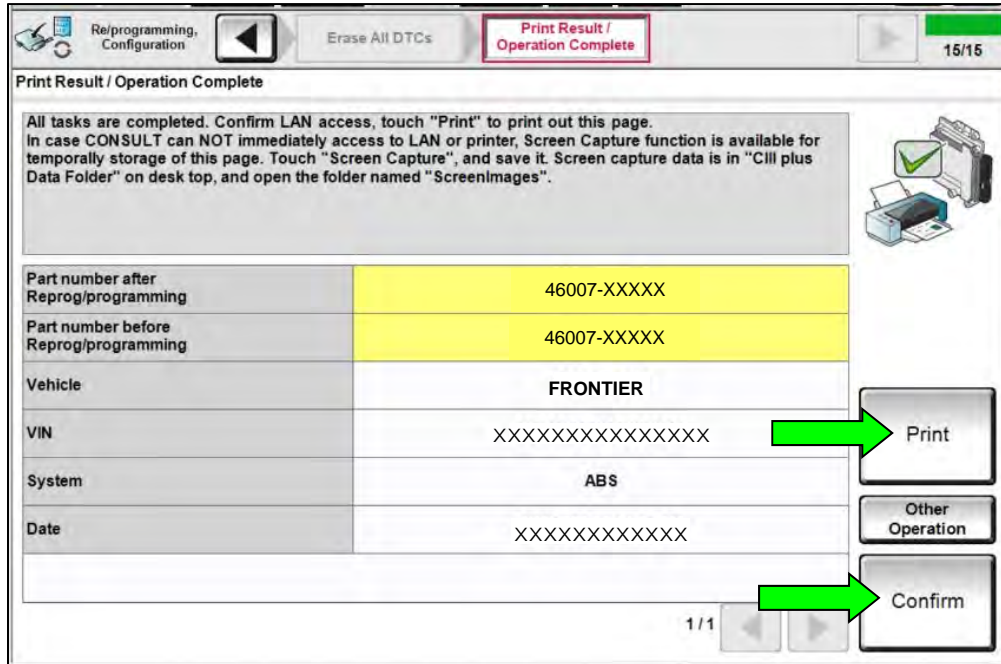 Re/programming,
Configuration
Erase All DTCs
Print Result /
Operation Complete
15/15
Print Result / Operation Complete
All tasks are completed. Confirm LAN access, touch "Print" to print out this page.
In case CONSULT can NOT immediately access to LAN or printer, Screen Capture function is available for
temporally storage of this page. Touch "Screen Capture", and save it. Screen capture data is in "CIII plus
Data Folder" on desk top, and open the folder named "ScreenImages".
Part number after
Reprog/programming
46007-XXXXX
Part number before
Reprog/programming
46007-XXXXX
Vehicle
FRONTIER
VIN
XXXXXXXXXXXXXXX
Print
System
ABS
Other
Operation
Date
XXXXXXXXXXXX
Confirm
1/1